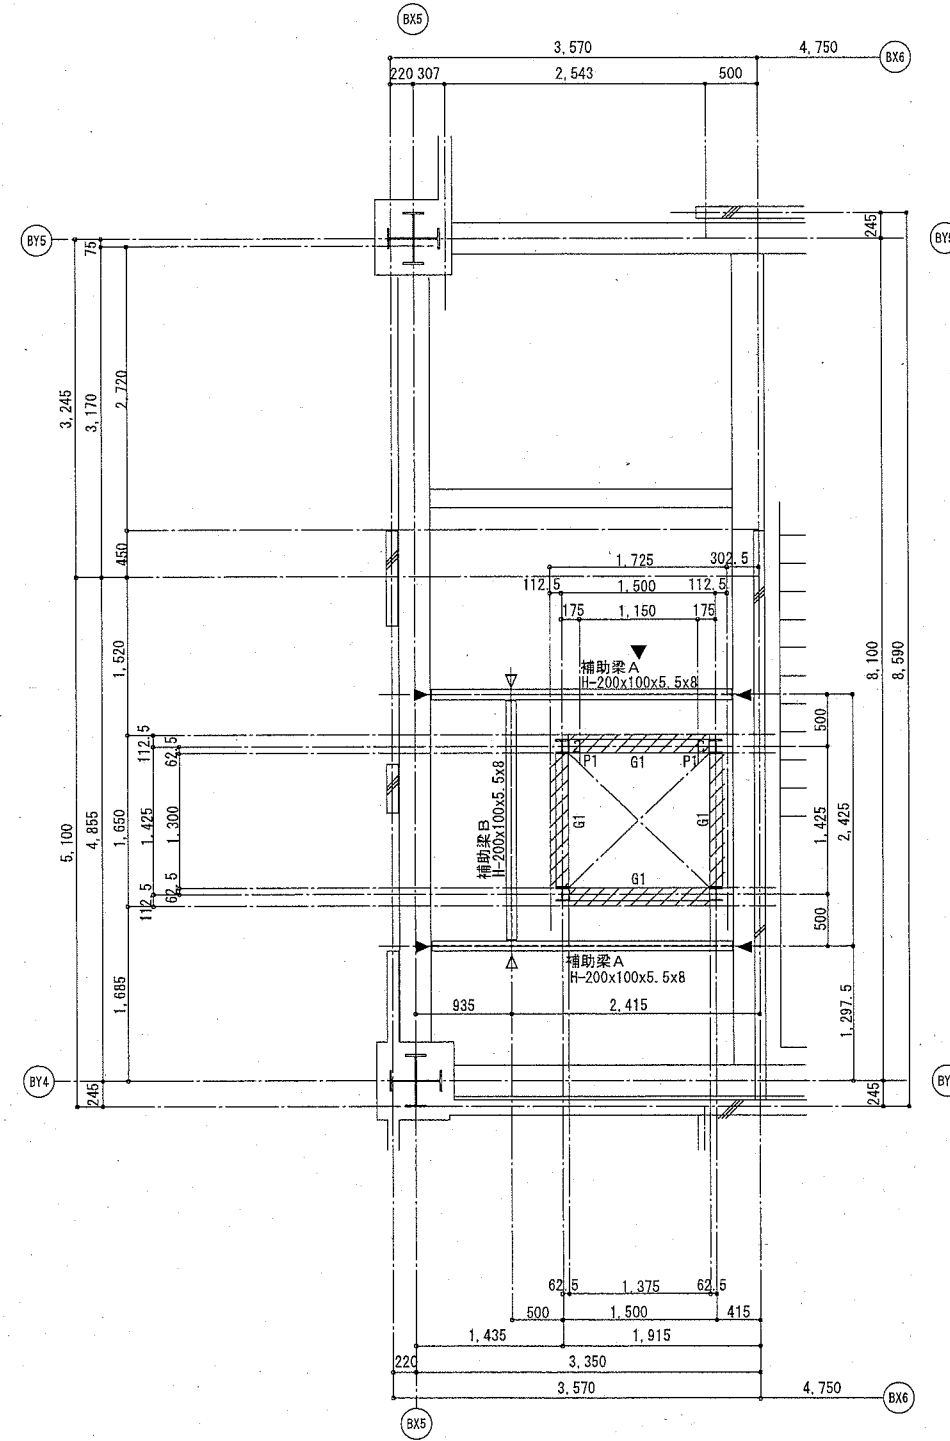 BX5
3,570
4,750
BX6
220
307
2,543
500
BY5
75
245
BY5
2,720
3,245
3,170
450
1,725
302.5
112.5
1,500
112.5
175
1,150
175
1,520
8,100
8,590
補助梁A
H-200x100x5.5x8
500
112.5
62.5
P1
G1
P1
補助梁B
H-200x100x5.5x8
G1
G1
5,100
4,855
1,650
1,425
1,300
1,425
2,425
G1
112.5
62.5
500
補助梁A
H-200x100x5.5x8
1,685
935
2,415
1,297.5
BY4
245
245
BY
62.5
1,375
62.5
500
1,500
415
1,435
1,915
220
3,350
3,570
4,750
BX6
BX5